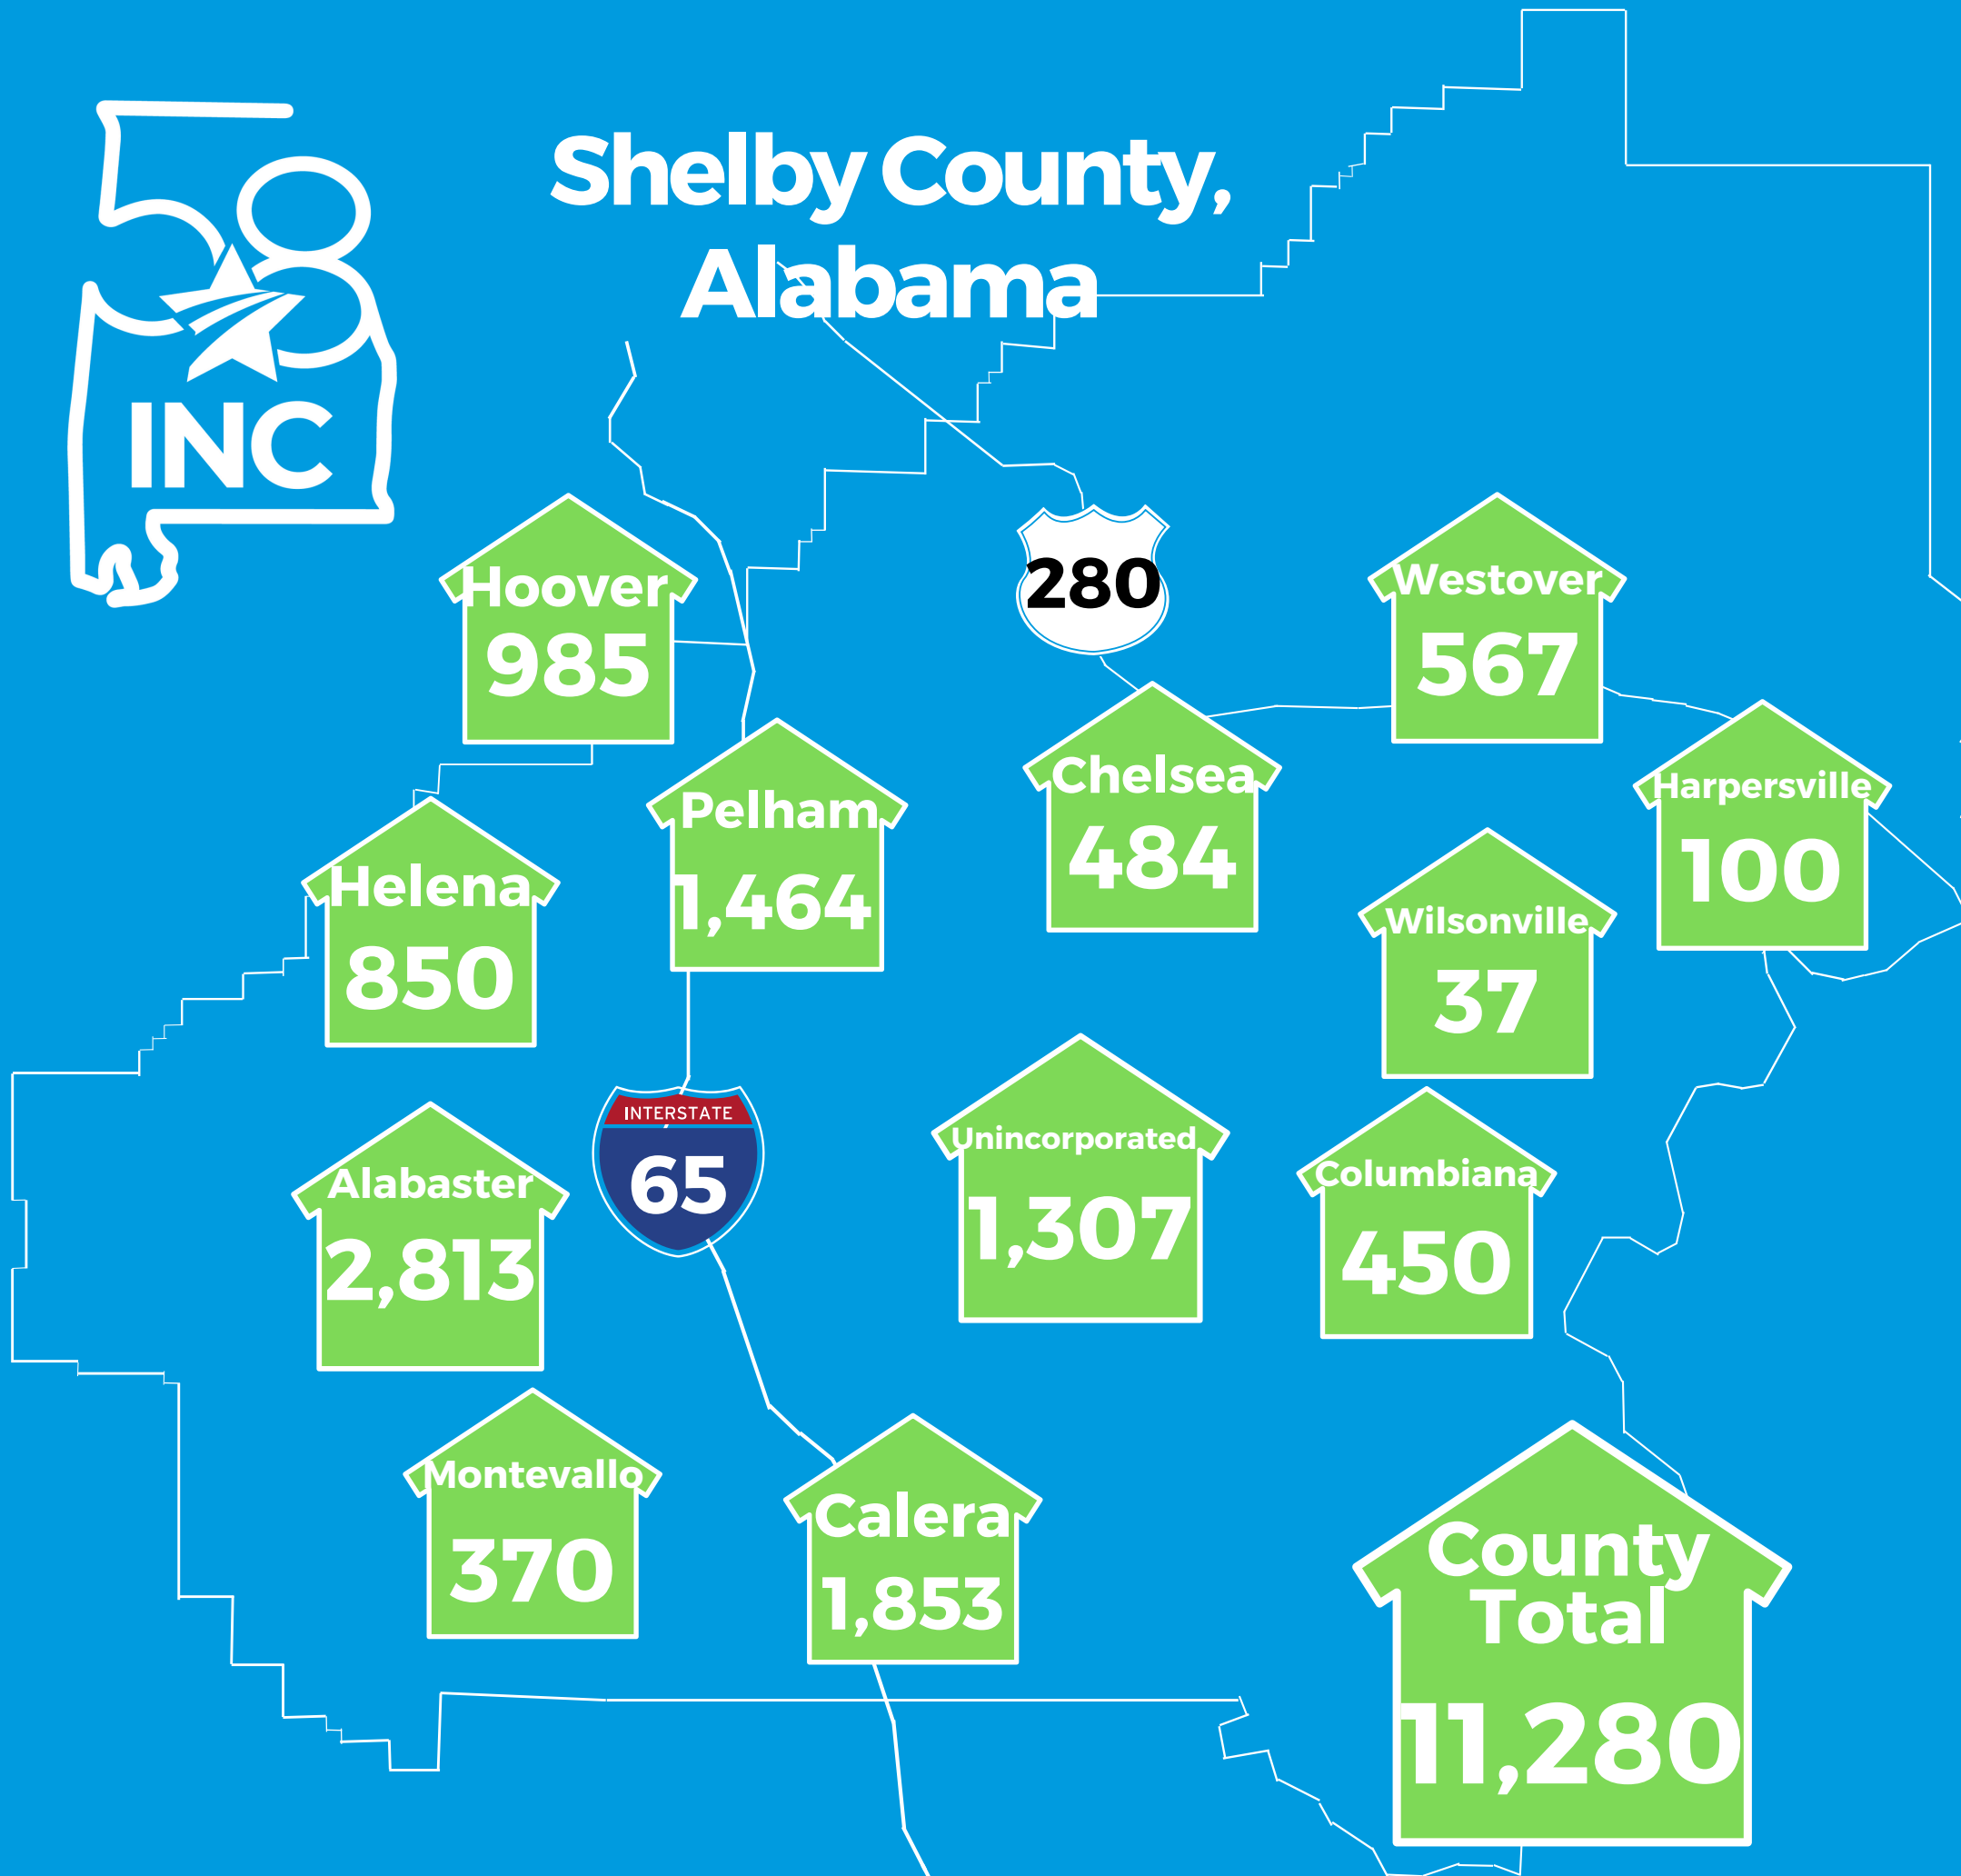 58
INC
Shelby County,
Alabama
Hoover
985
280
Westover
567
Pelham
1,464
Chelsea
484
Harpersville
100
Helena
850
Wilsonville
37
INTERSTATE
65
Unincorporated
1,307
Columbiana
450
Alabaster
2,813
Montevallo
370
Calera
1,853
County
Total
11,280